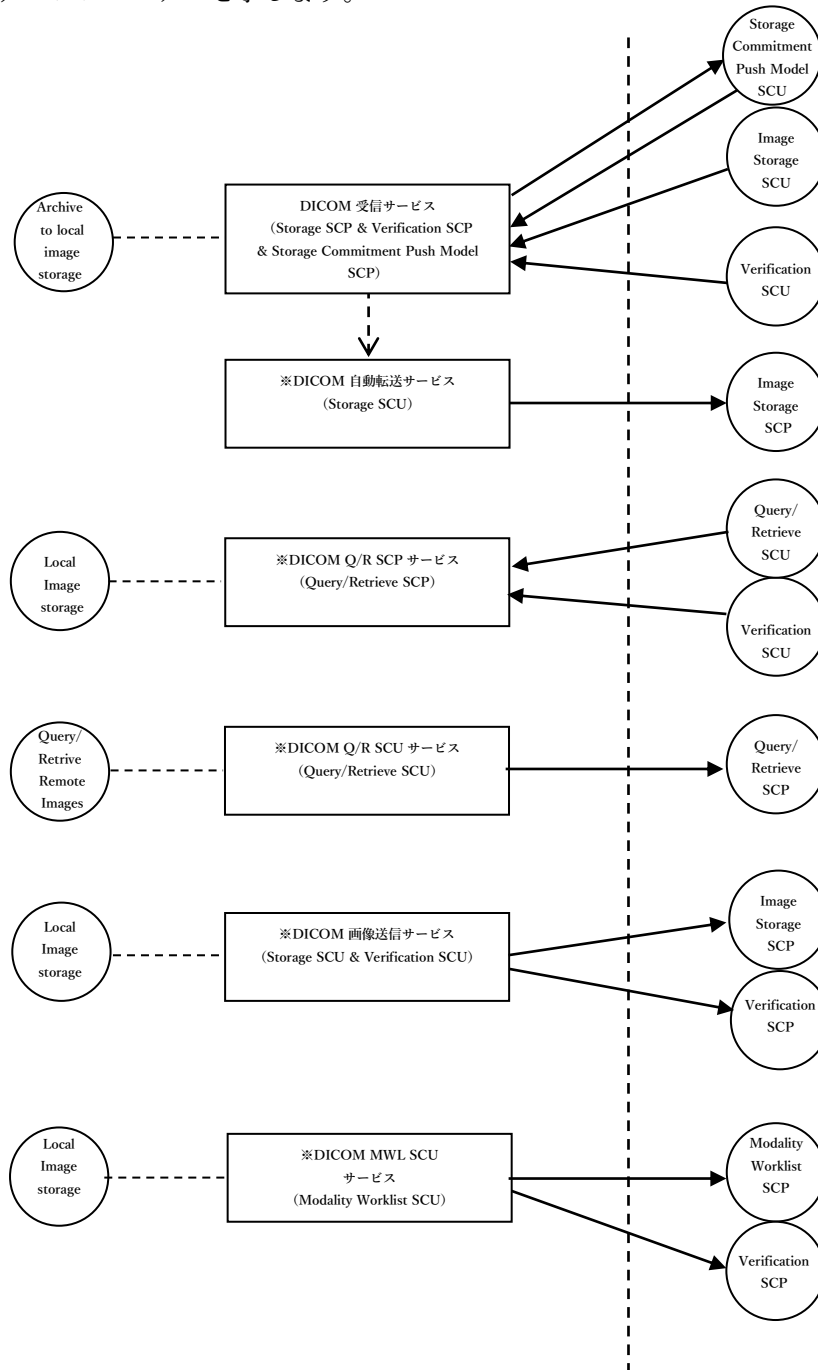 を示します。
Storage
Commitment
Push Model
SCU
Image
Storage
SCU
Archive
to local
image
storage
DICOM 受信サービス
（Storage SCP & Verification SCP
& Storage Commitment Push Model
SCP）
Verification
SCU
※DICOM 自動転送サービス
（Storage SCU）
Image
Storage
SCP
Query/
Retrieve
SCU
Local
Image
storage
※DICOM Q/R SCP サービス
（Query/Retrieve SCP）
Verification
SCU
Query/
Retrive
Remote
Images
※DICOM Q/R SCU サービス
（Query/Retrieve SCU）
Query/
Retrieve
SCP
Local
Image
storage
※DICOM 画像送信サービス
（Storage SCU & Verification SCU）
Image
Storage
SCP
Verification
SCP
Local
Image
storage
※DICOM MWL SCU
サービス
（Modality Worklist SCU）
Modality
Worklist
SCP
Verification
SCP